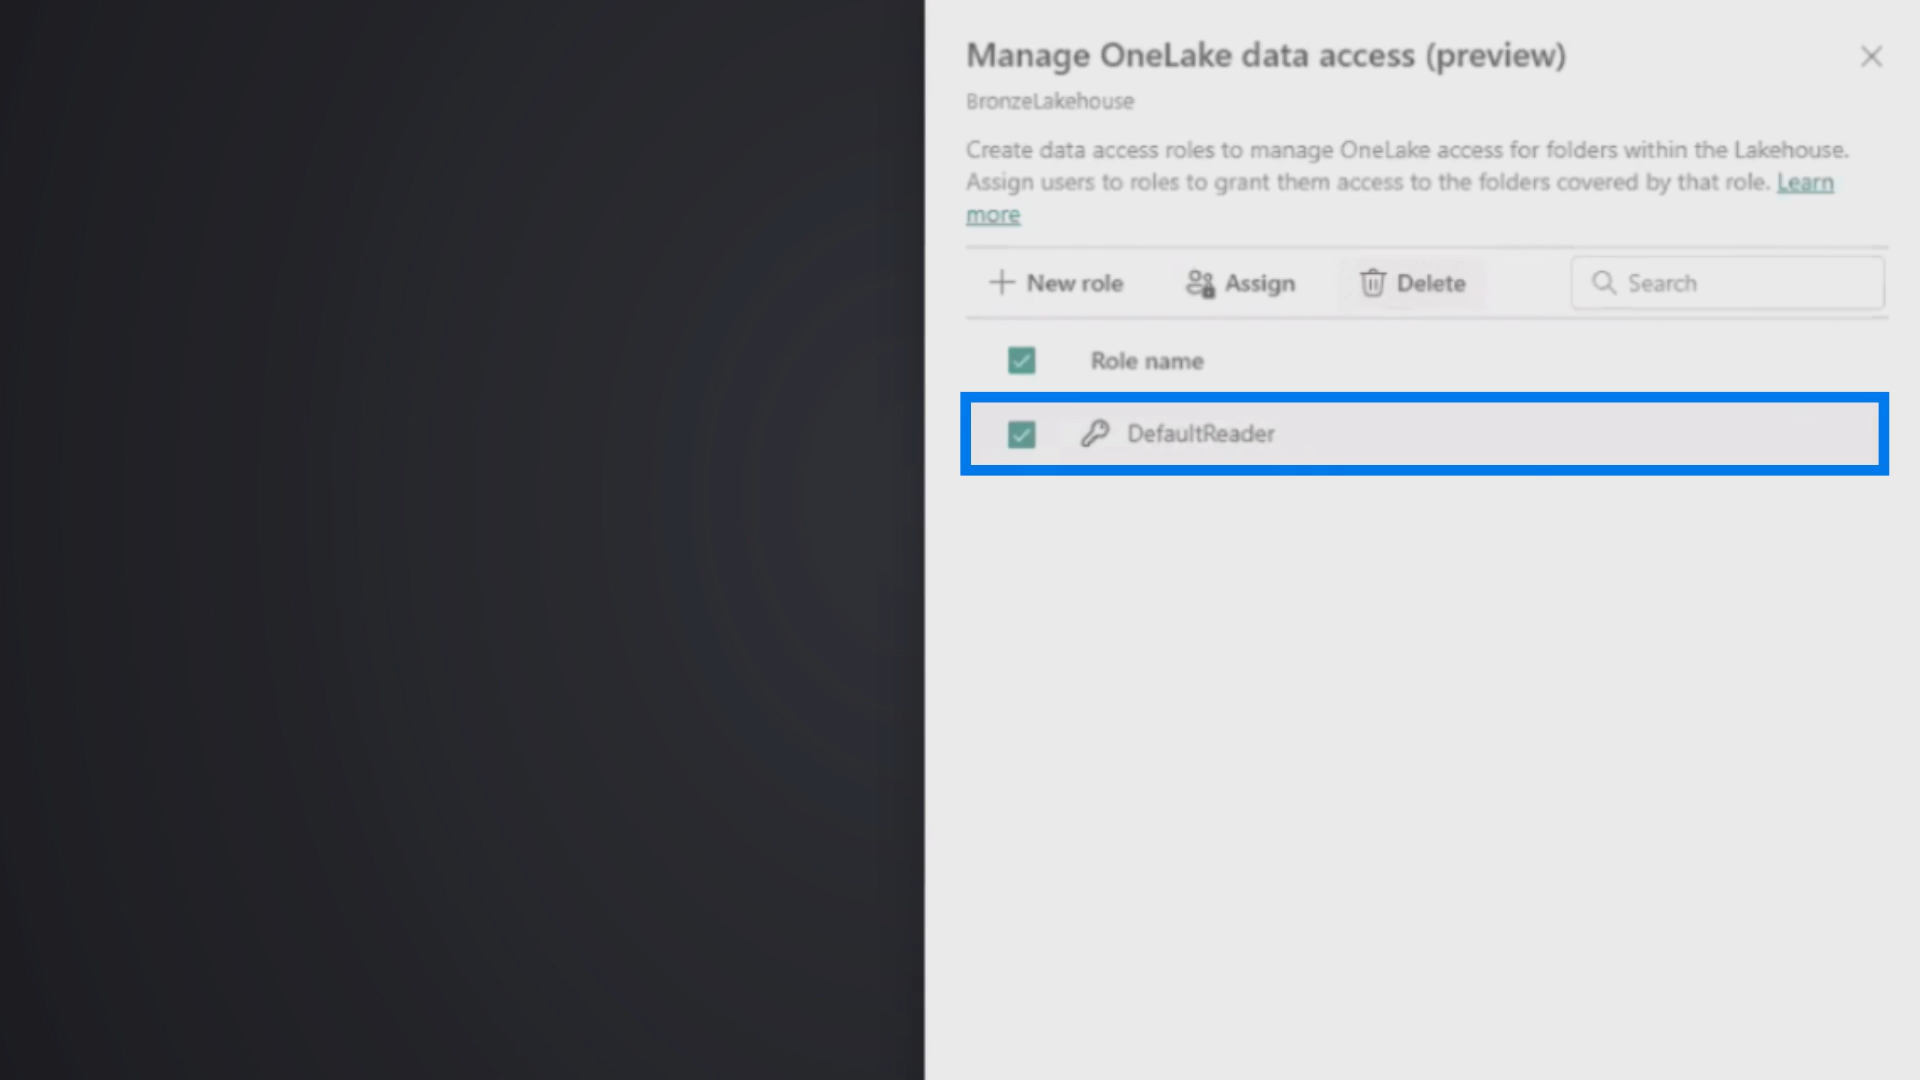 Manage OneLake data access (preview)
BronzeLakehouse
Create data access roles to manage OneLake access for folders within the Lakehouse.
Assign users to roles to grant them access to the folders covered by that role. Learn
more
New role Assign Delete Search
Role name
DefaultReader